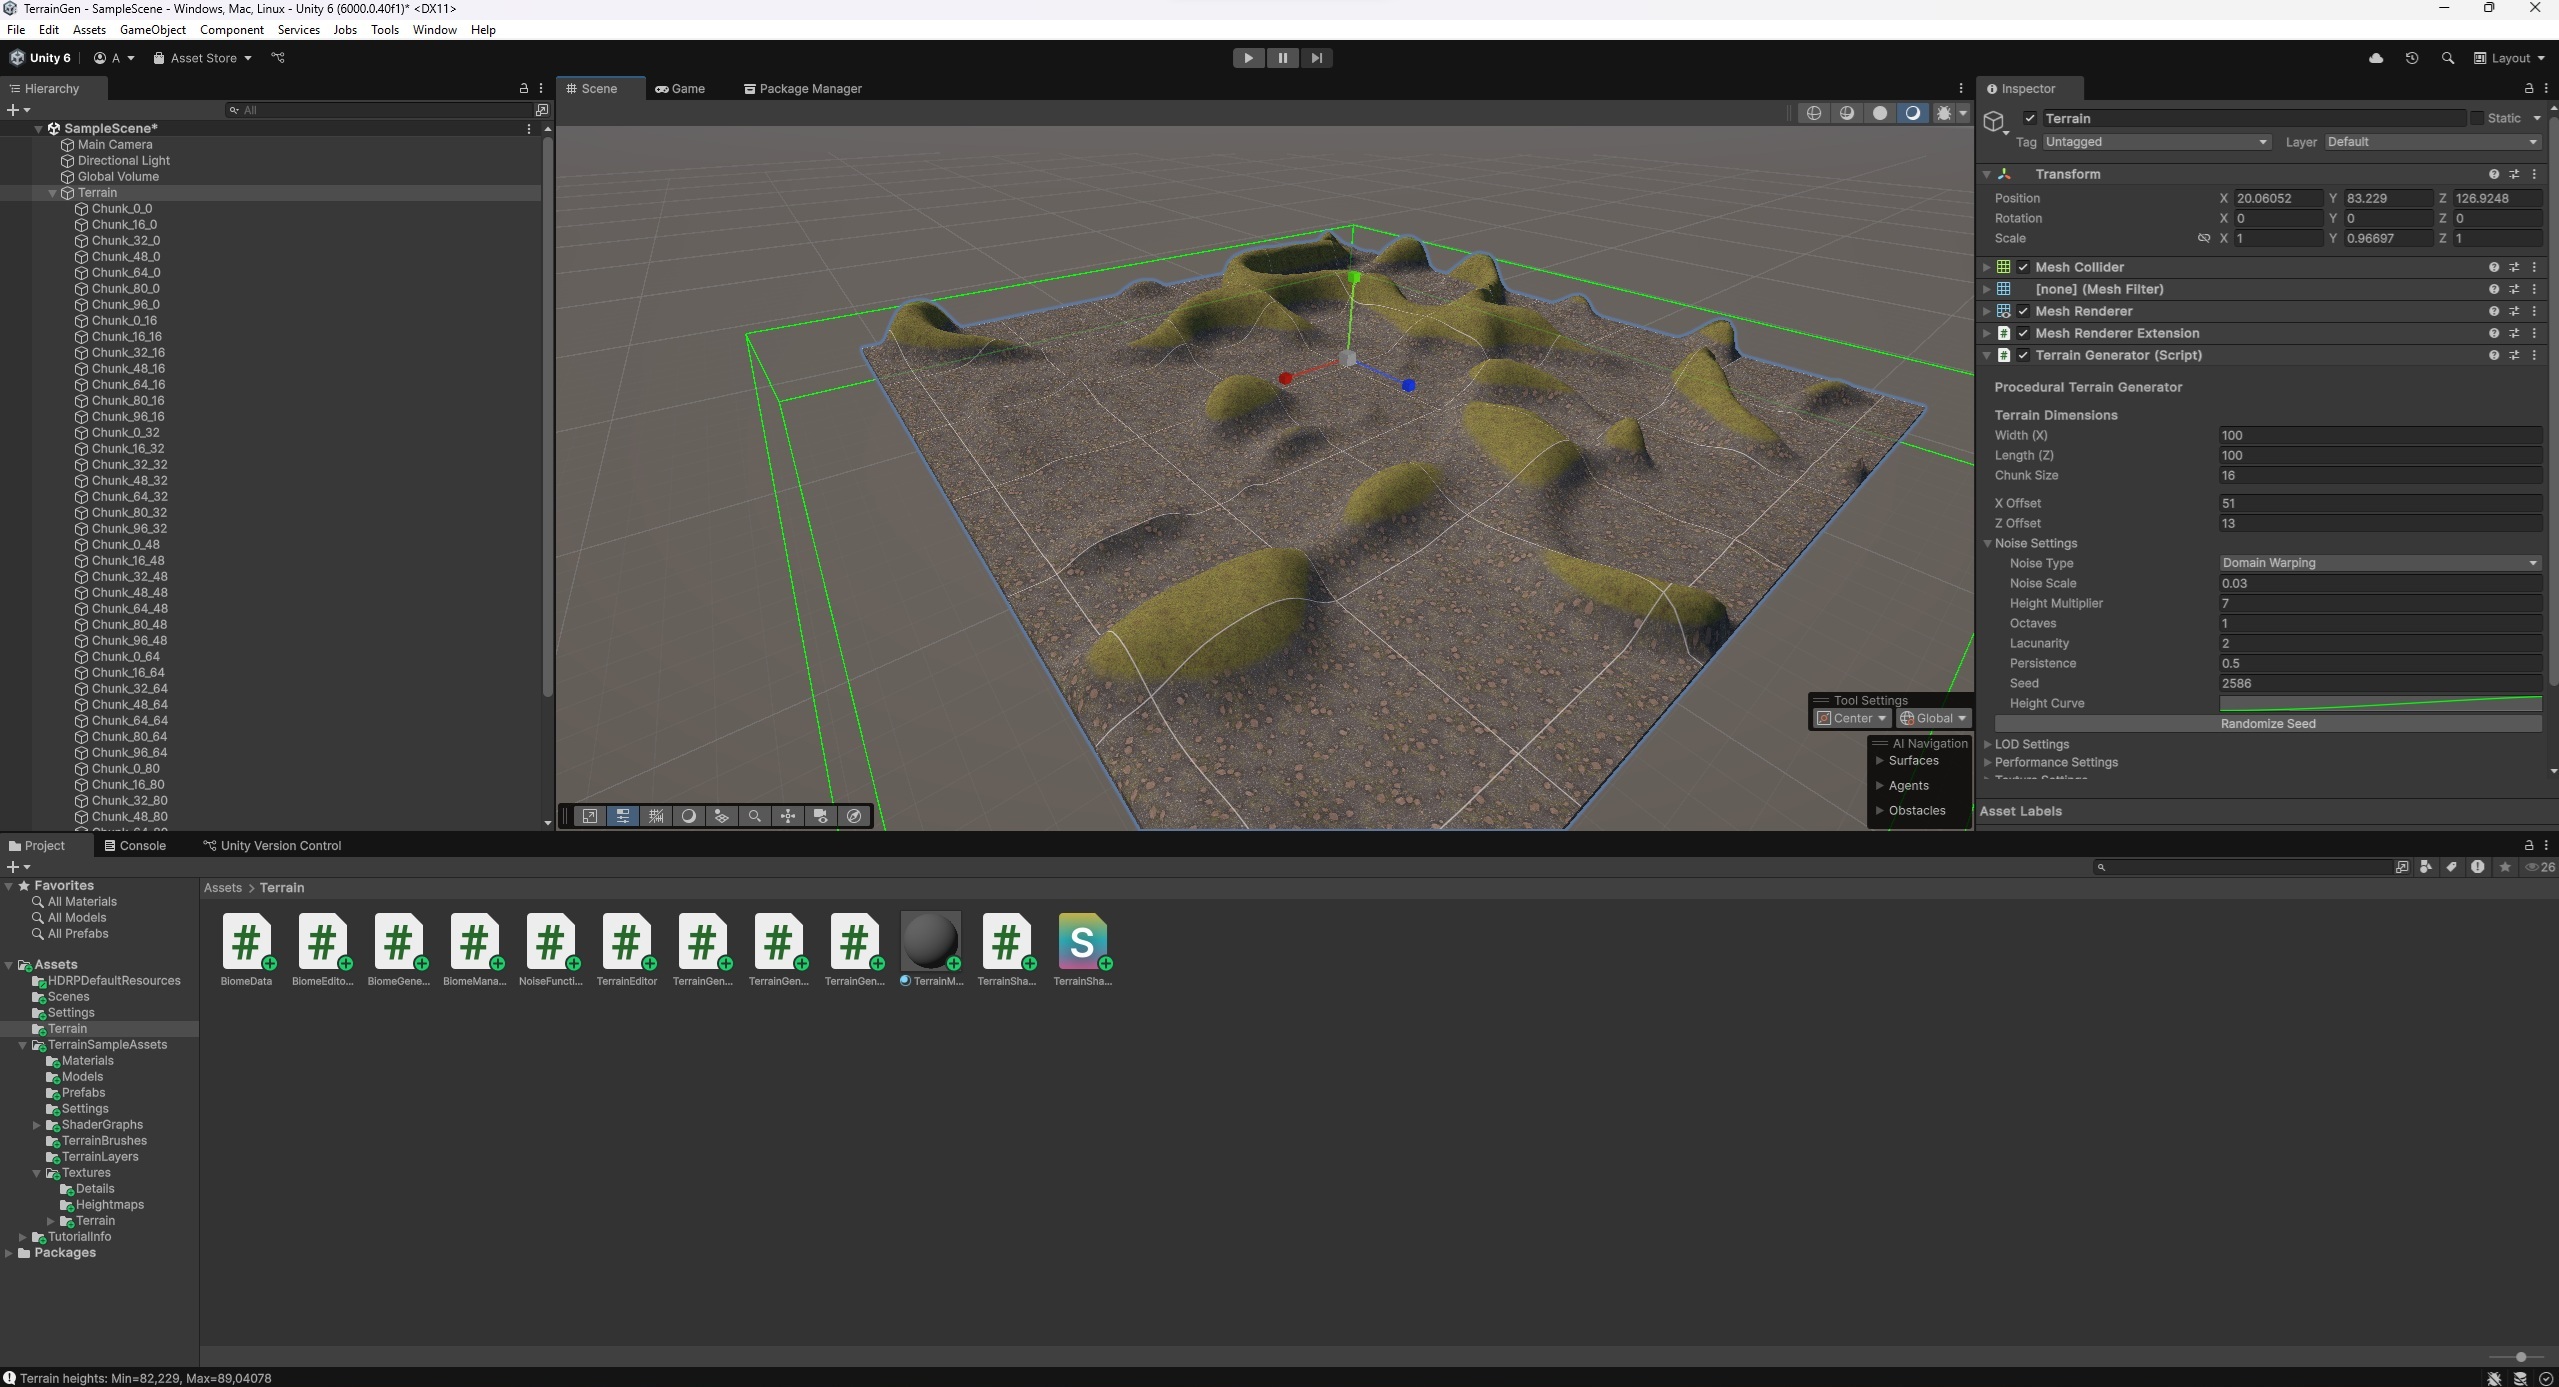 TerrainGen - SampleScene - Windows, Mac, Linux - Unity 6 (6000.0.40f1)* <DX11>
File Edit Assets GameObject Component Services Jobs Tools Window Help
Unity 6 A Asset Store Layout
Hierarchy
All
SampleScene*
Main Camera
Directional Light
Global Volume
Terrain
Chunk_0_0
Chunk_16_0
Chunk_32_0
Chunk_48_0
Chunk_64_0
Chunk_80_0
Chunk_96_0
Chunk_0_16
Chunk_16_16
Chunk_32_16
Chunk_48_16
Chunk_64_16
Chunk_80_16
Chunk_96_16
Chunk_0_32
Chunk_16_32
Chunk_32_32
Chunk_48_32
Chunk_64_32
Chunk_80_32
Chunk_96_32
Chunk_0_48
Chunk_16_48
Chunk_32_48
Chunk_48_48
Chunk_64_48
Chunk_80_48
Chunk_96_48
Chunk_0_64
Chunk_16_64
Chunk_32_64
Chunk_48_64
Chunk_64_64
Chunk_80_64
Chunk_96_64
Chunk_0_80
Chunk_16_80
Chunk_32_80
Chunk_48_80
Scene Game Package Manager
Tool Settings
Center Global
AI Navigation
Surfaces
Agents
Obstacles
Inspector
Terrain Static
Tag Untagged Layer Default
Transform
Position X 20.06052 Y 83.229 Z 126.9248
Rotation X 0 Y 0 Z 0
Scale X 1 Y 0.96697 Z 1
Mesh Collider
[none] (Mesh Filter)
Mesh Renderer
# Mesh Renderer Extension
# Terrain Generator (Script)
Procedural Terrain Generator
Terrain Dimensions
Width (X) 100
Length (Z) 100
Chunk Size 16
X Offset 51
Z Offset 13
Noise Settings
Noise Type Domain Warping
Noise Scale 0.03
Height Multiplier 7
Octaves 1
Lacunarity 2
Persistence 0.5
Seed 2586
Height Curve
Randomize Seed
LOD Settings
Performance Settings
Asset Labels
Project Console Unity Version Control
26
Favorites
All Materials
All Models
All Prefabs
Assets
HDRPDefaultResources
Scenes
Settings
Terrain
TerrainSampleAssets
Materials
Models
Prefabs
Settings
ShaderGraphs
TerrainBrushes
TerrainLayers
Textures
Details
Heightmaps
Terrain
TutorialInfo
Packages
Assets > Terrain
# # # # # # # # # # S
BiomeData BiomeEdito... BiomeGene... BiomeMana... NoiseFuncti... TerrainEditor TerrainGen... TerrainGen... TerrainGen... TerrainM... TerrainSha... TerrainSha...
Terrain heights: Min=82,229, Max=89,04078